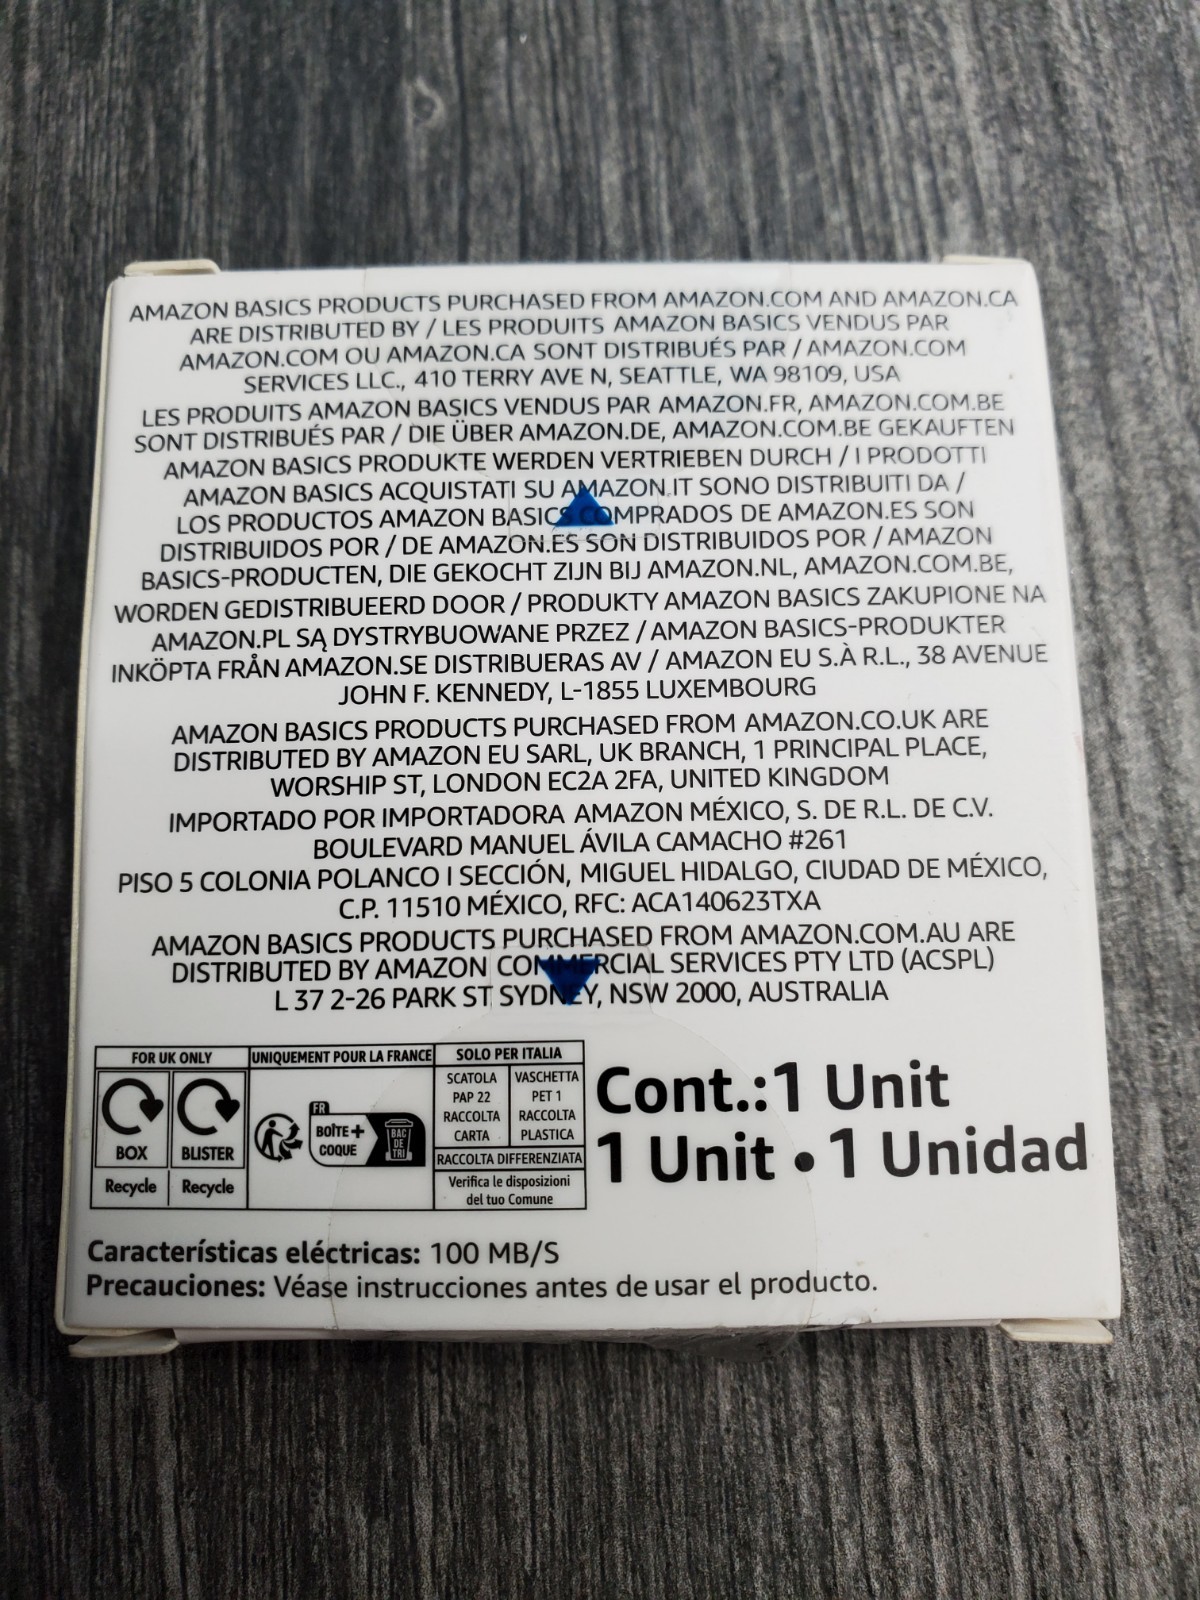 AMAZON BASICS PRODUCTS PURCHASED FROM AMAZON.COM AND AMAZON.CA
ARE DISTRIBUTED BY / LES PRODUITS AMAZON BASICS VENDUS PAR
AMAZON.COM OU AMAZON.CA SONT DISTRIBUÉS PAR / AMAZON.COM
SERVICES LLC., 410 TERRY AVE N, SEATTLE, WA 98109, USA
LES PRODUITS AMAZON BASICS VENDUS PAR AMAZON.FR, AMAZON.COM.BE
SONT DISTRIBUÉS PAR / DIE ÜBER AMAZON.DE, AMAZON.COM.BE GEKAUFTEN
AMAZON BASICS PRODUKTE WERDEN VERTRIEBEN DURCH / I PRODOTTI
AMAZON BASICS ACQUISTATI SU AMAZON.IT SONO DISTRIBUITI DA /
LOS PRODUCTOS AMAZON BASICS COMPRADOS DE AMAZON.ES SON
DISTRIBUIDOS POR / DE AMAZON.ES SON DISTRIBUIDOS POR / AMAZON
BASICS-PRODUCTEN, DIE GEKOCHT ZIJN BIJ AMAZON.NL, AMAZON.COM.BE,
WORDEN GEDISTRIBUEERD DOOR / PRODUKTY AMAZON BASICS ZAKUPIONE NA
AMAZON.PL SĄ DYSTRYBUOWANE PRZEZ / AMAZON BASICS-PRODUKTER
INKÖPTA FRÅN AMAZON.SE DISTRIBUERAS AV / AMAZON EU S.À R.L., 38 AVENUE
JOHN F. KENNEDY, L-1855 LUXEMBOURG
AMAZON BASICS PRODUCTS PURCHASED FROM AMAZON.CO.UK ARE
DISTRIBUTED BY AMAZON EU SARL, UK BRANCH, 1 PRINCIPAL PLACE,
WORSHIP ST, LONDON EC2A 2FA, UNITED KINGDOM
IMPORTADO POR IMPORTADORA AMAZON MÉXICO, S. DE R.L. DE C.V.
BOULEVARD MANUEL ÁVILA CAMACHO #261
PISO 5 COLONIA POLANCO I SECCIÓN, MIGUEL HIDALGO, CIUDAD DE MÉXICO,
C.P. 11510 MÉXICO, RFC: ACA140623TXA
AMAZON BASICS PRODUCTS PURCHASED FROM AMAZON.COM.AU ARE
DISTRIBUTED BY AMAZON COMMERCIAL SERVICES PTY LTD (ACSPL)
L 37 2-26 PARK ST SYDNEY, NSW 2000, AUSTRALIA
FOR UK ONLY
BOX BLISTER
Recycle Recycle
UNIQUEMENT POUR LA FRANCE
FR
BOÎTE +
COQUE
BAC
DE
TRI
SOLO PER ITALIA
SCATOLA
PAP 22
RACCOLTA
CARTA
VASCHETTA
PET 1
RACCOLTA
PLASTICA
RACCOLTA DIFFERENZIATA
Verifica le disposizioni
del tuo Comune
Cont.:1 Unit
1 Unit • 1 Unidad
Características eléctricas: 100 MB/S
Precauciones: Véase instrucciones antes de usar el producto.